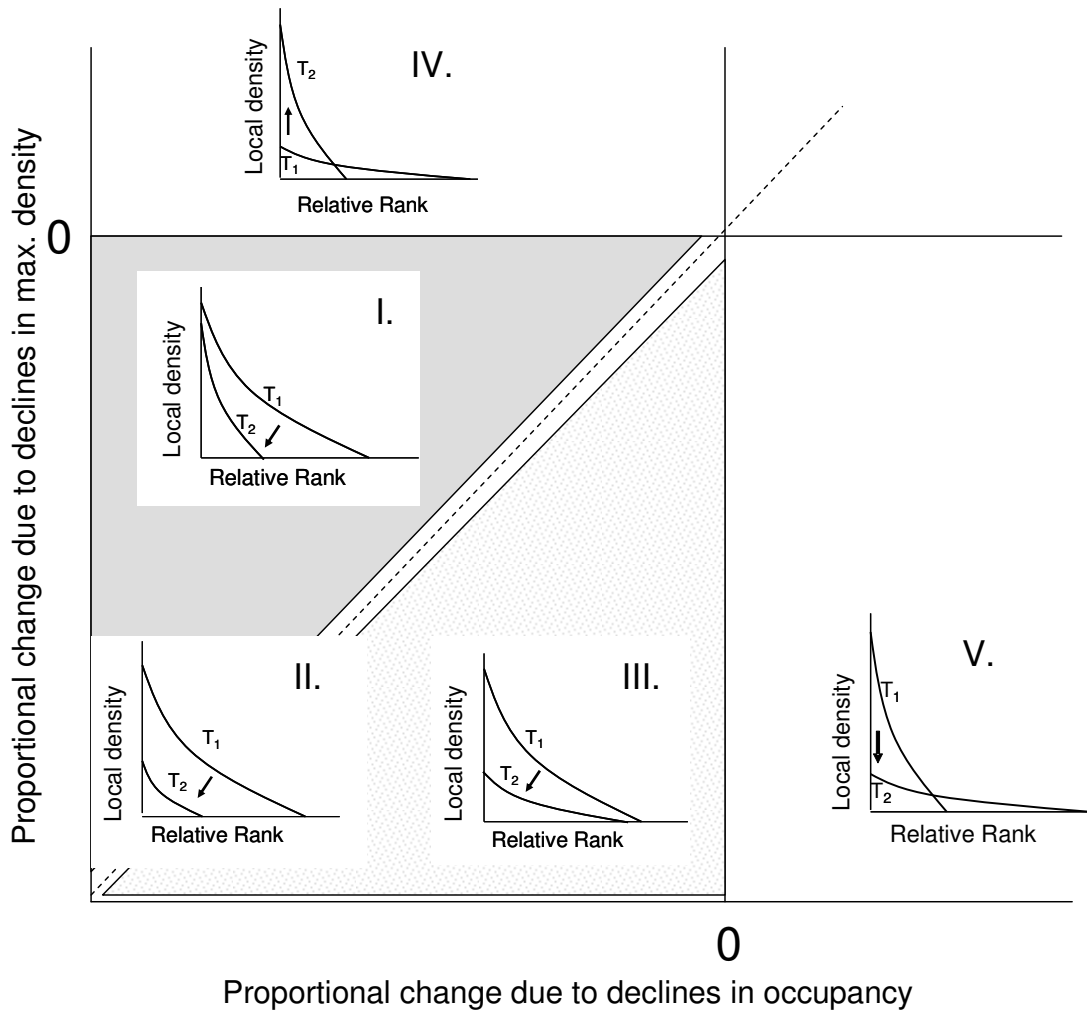 IV.
Local density
T2
T1
Relative Rank
0
Proportional change due to declines in max. density
I.
Local density
T1
T2
Relative Rank
II.
Local density
T1
T2
Relative Rank
III.
Local density
T1
T2
Relative Rank
V.
Local density
T1
T2
Relative Rank
0
Proportional change due to declines in occupancy